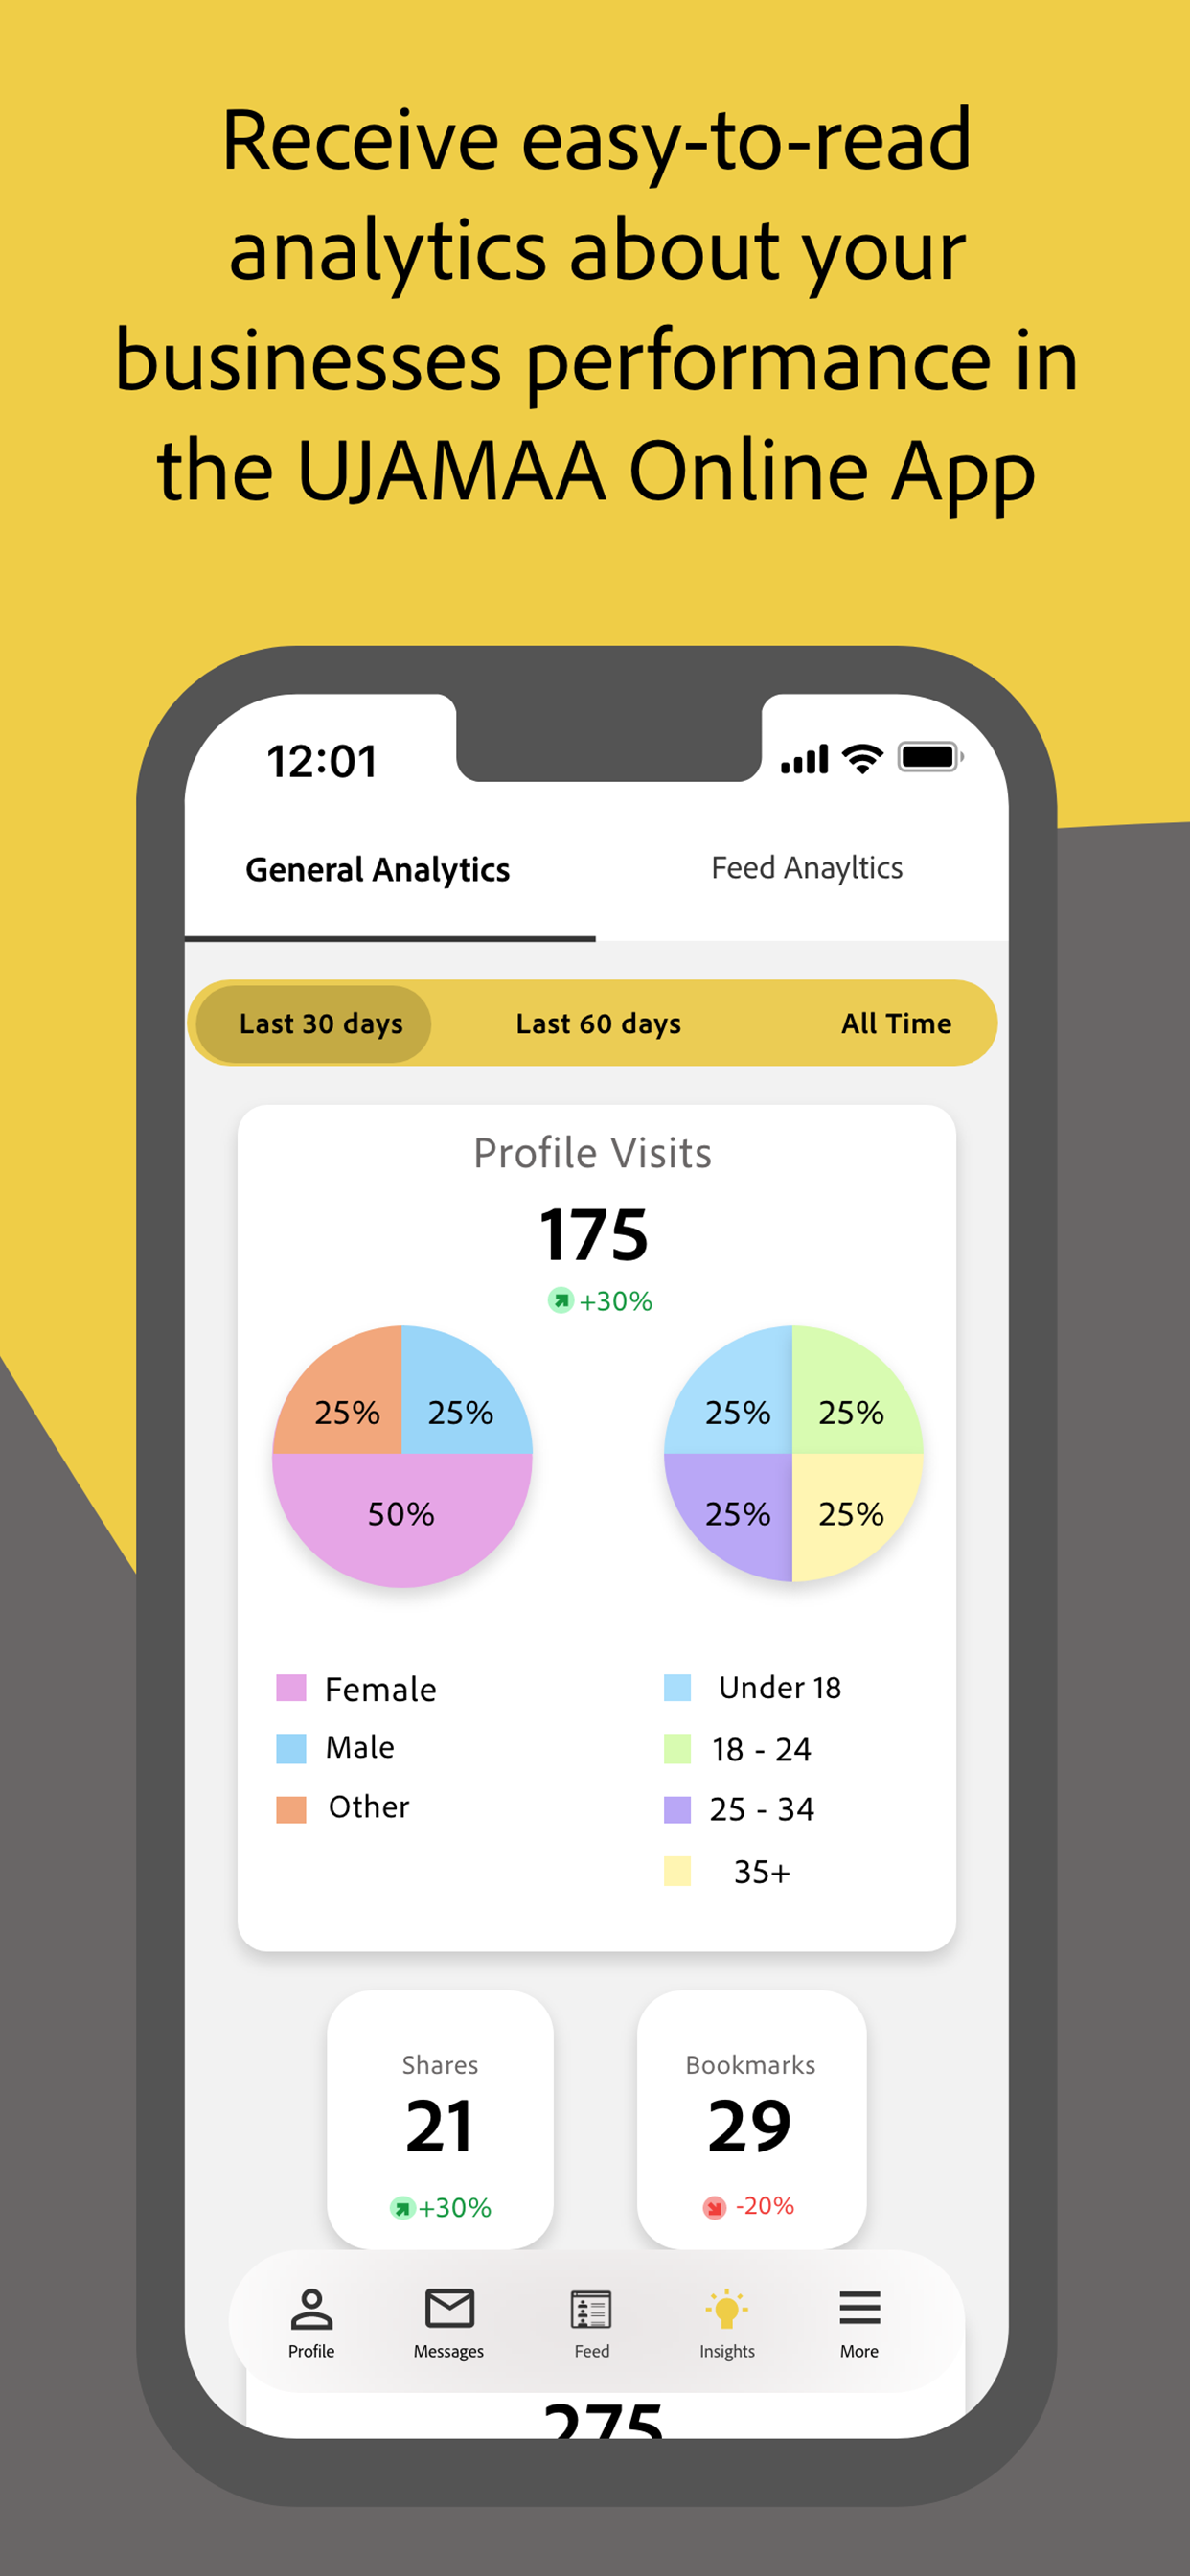 Receive easy-to-read
analytics about your
businesses performance in
the UJAMAA Online App
12:01
General Analytics
Feed Anayltics
Last 30 days
Last 60 days
All Time
Profile Visits
175
+30%
25%
25%
50%
25%
25%
25%
25%
Female
Male
Other
Under 18
18 - 24
25 - 34
35+
Shares
21
+30%
Bookmarks
29
-20%
Profile
Messages
Feed
Insights
More
275